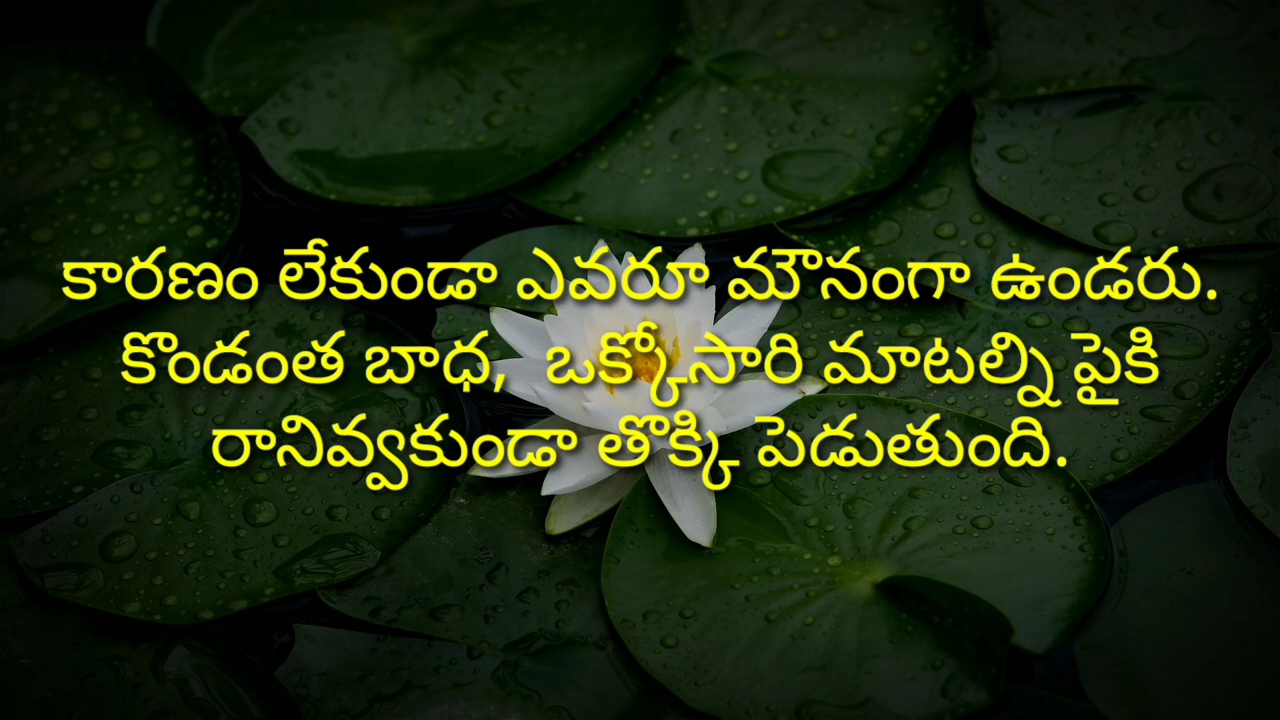 కారణం లేకుండా ఎవరూ మౌనంగా ఉండరు.
కొండంత బాధ, ఒక్కోసారి మాటల్ని పైకి
రానివ్వకుండా తొక్కి పెడుతుంది.